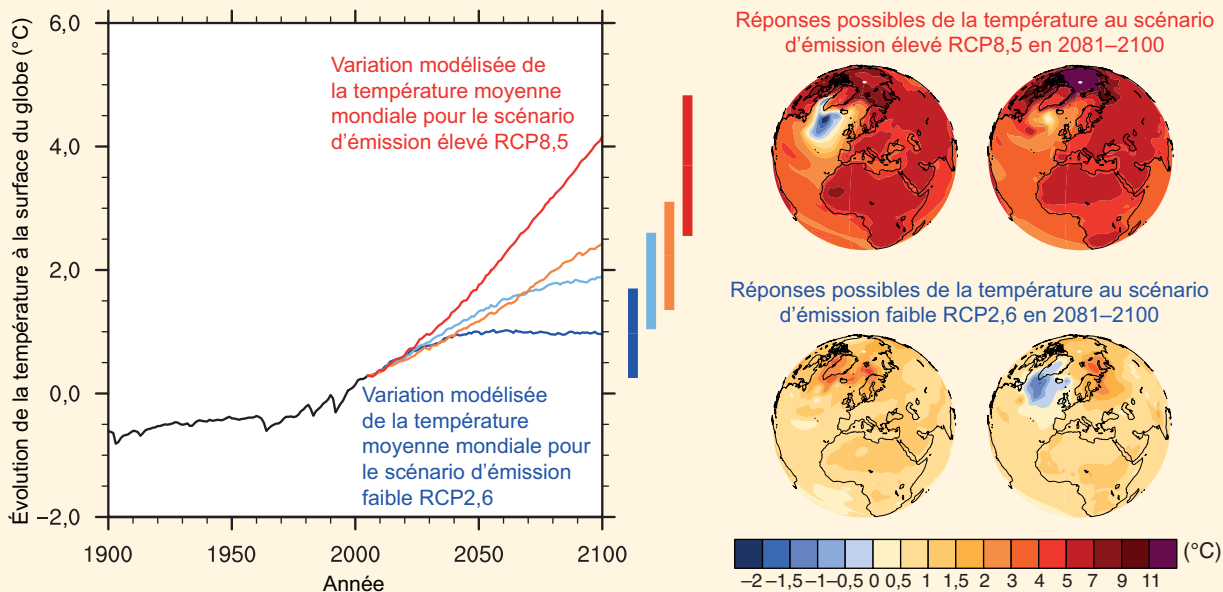 Évolution de la température à la surface du globe (°C)
6,0
4,0
2,0
0,0
−2,0
1900
1950
2000
2050
2100
Année
Variation modélisée de
la température moyenne
mondiale pour le scénario
d'émission élevé RCP8,5
Variation modélisée
de la température
moyenne mondiale pour
le scénario d'émission
faible RCP2,6
Réponses possibles de la température au scénario
d'émission élevé RCP8,5 en 2081–2100
Réponses possibles de la température au scénario
d'émission faible RCP2,6 en 2081–2100
(°C)
−2 −1,5 −1 −0,5 0 0,5 1 1,5 2 3 4 5 7 9 11